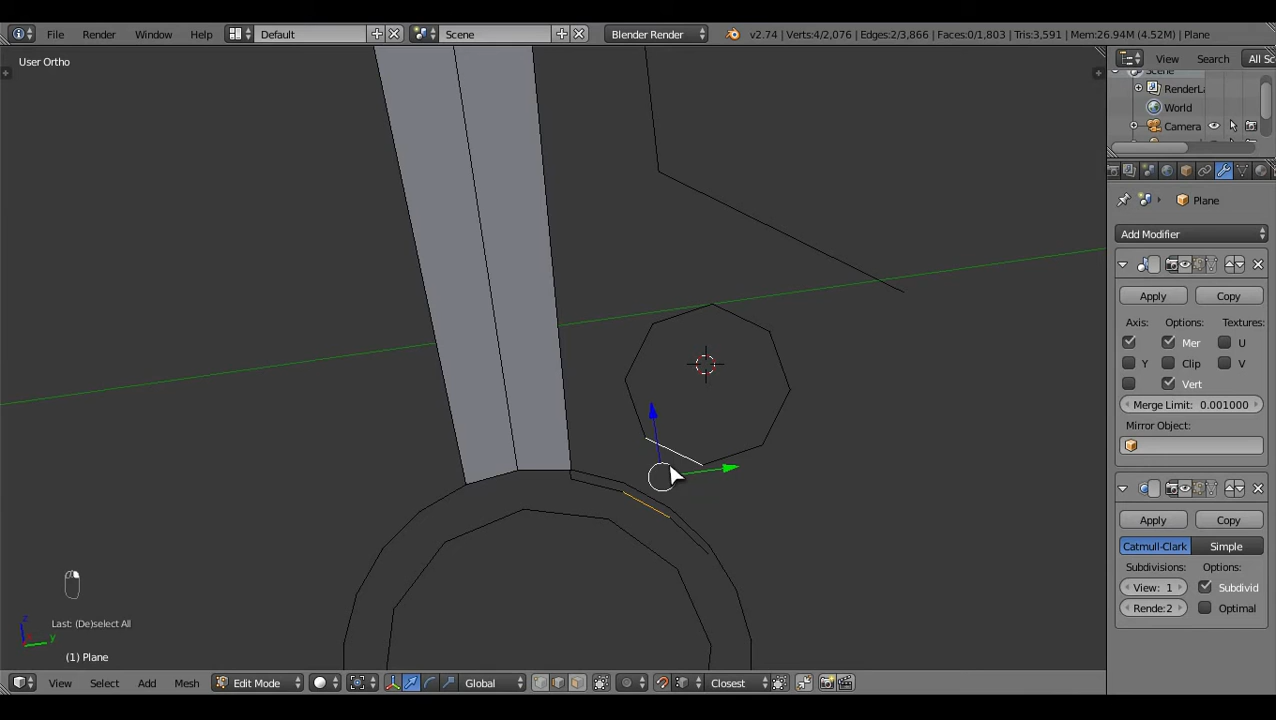 File Render Window Help Default Scene Blender Render v2.74 | Verts:4/2,076 | Edges:2/3,866 | Faces:0/1,803 | Tris:3,591 | Mem:26.94M (4.52M) | Plane
User Ortho
View Search All Sc
Scene
RenderLa
World
Camera
Plane
Add Modifier
Apply Copy
Axis: Options: Textures:
Mer U
Y Clip V
Vert
Merge Limit: 0.001000
Mirror Object:
Apply Copy
Catmull-Clark Simple
Subdivisions: Options:
View: 1 Subdivid
Rende:2 Optimal
Last: (De)select All
z
y
(1) Plane
View Select Add Mesh Edit Mode Global Closest